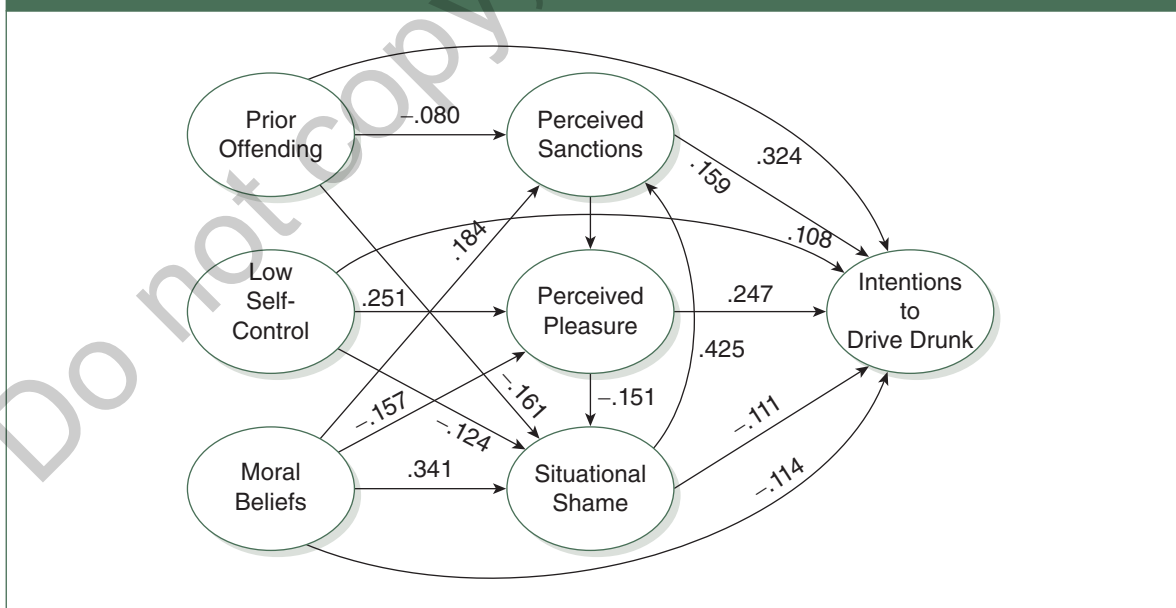 Do not copy,
Prior
Offending
Perceived
Sanctions
Low
Self-
Control
Perceived
Pleasure
Intentions
to
Drive Drunk
Moral
Beliefs
Situational
Shame
–.080
.324
.159
.184
.108
.251
.247
.425
–.161
–.151
–.157
–.124
–.111
.341
–.114